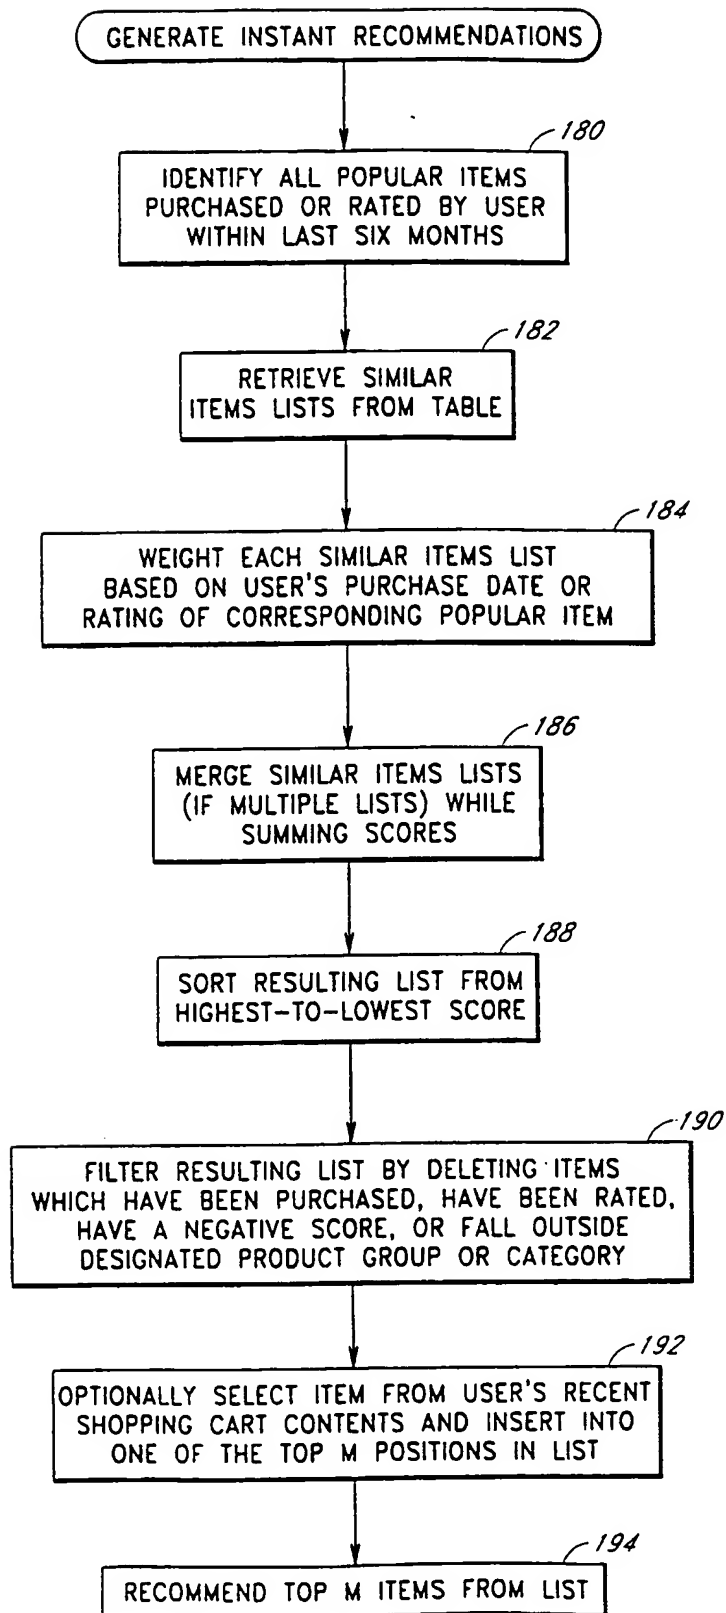 GENERATE INSTANT RECOMMENDATIONS
180
IDENTIFY ALL POPULAR ITEMS
PURCHASED OR RATED BY USER
WITHIN LAST SIX MONTHS
182
RETRIEVE SIMILAR
ITEMS LISTS FROM TABLE
184
WEIGHT EACH SIMILAR ITEMS LIST
BASED ON USER'S PURCHASE DATE OR
RATING OF CORRESPONDING POPULAR ITEM
186
MERGE SIMILAR ITEMS LISTS
(IF MULTIPLE LISTS) WHILE
SUMMING SCORES
188
SORT RESULTING LIST FROM
HIGHEST-TO-LOWEST SCORE
190
FILTER RESULTING LIST BY DELETING ITEMS
WHICH HAVE BEEN PURCHASED, HAVE BEEN RATED,
HAVE A NEGATIVE SCORE, OR FALL OUTSIDE
DESIGNATED PRODUCT GROUP OR CATEGORY
192
OPTIONALLY SELECT ITEM FROM USER'S RECENT
SHOPPING CART CONTENTS AND INSERT INTO
ONE OF THE TOP M POSITIONS IN LIST
194
RECOMMEND TOP M ITEMS FROM LIST